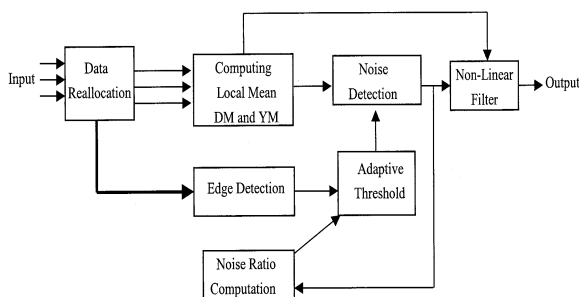 Input
Data
Reallocation
Computing
Local Mean
DM and YM
Noise
Detection
Non-Linear
Filter
Output
Edge Detection
Adaptive
Threshold
Noise Ratio
Computation